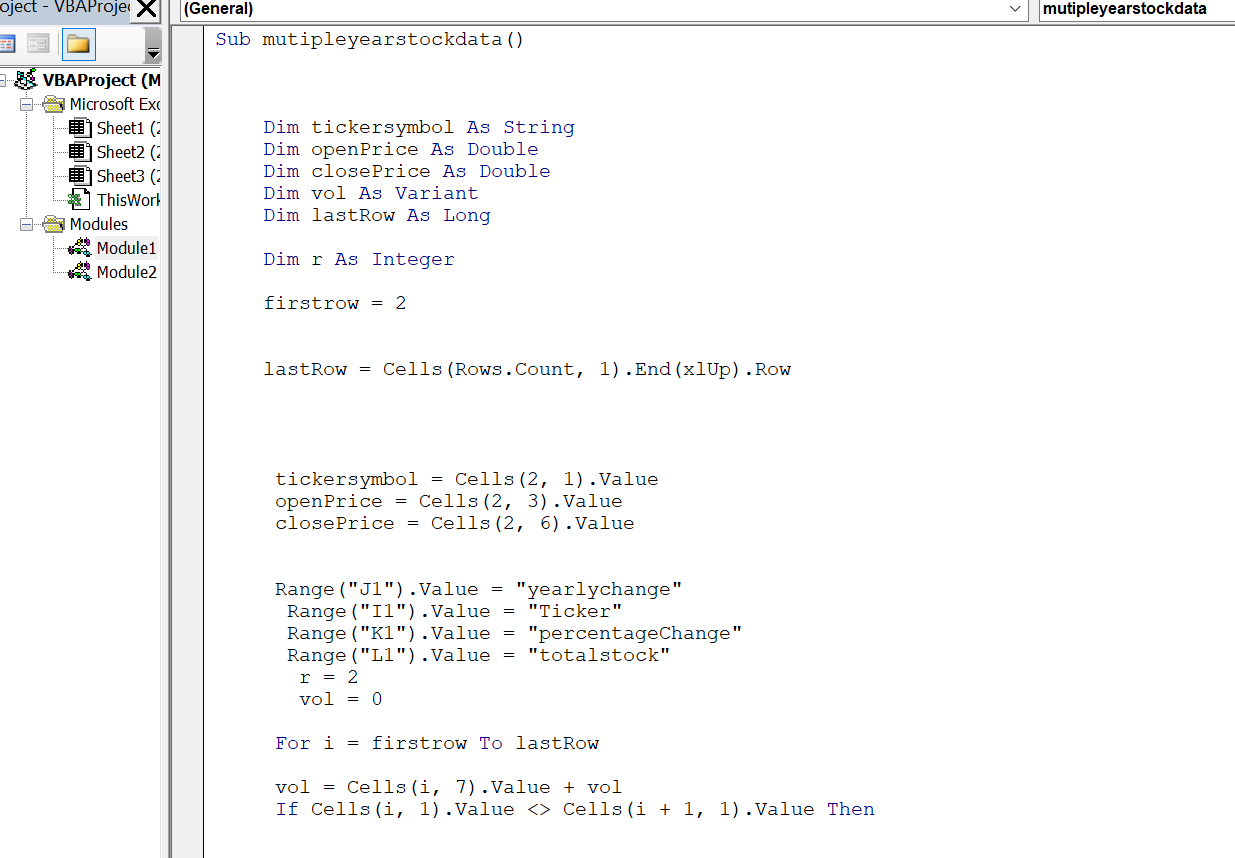 oject - VBAProje
(General)
mutipleyearstockdata
VBAProject (M
Microsoft Exc
Sheet1 (2
Sheet2 (2
Sheet3 (2
ThisWork
Modules
Module1
Module2
Sub mutipleyearstockdata()
Dim tickersymbol As String
Dim openPrice As Double
Dim closePrice As Double
Dim vol As Variant
Dim lastRow As Long
Dim r As Integer
firstrow = 2
lastRow = Cells(Rows.Count, 1).End(xlUp).Row
tickersymbol = Cells(2, 1).Value
openPrice = Cells(2, 3).Value
closePrice = Cells(2, 6).Value
Range("J1").Value = "yearlychange"
Range("I1").Value = "Ticker"
Range("K1").Value = "percentageChange"
Range("L1").Value = "totalstock"
r = 2
vol = 0
For i = firstrow To lastRow
vol = Cells(i, 7).Value + vol
If Cells(i, 1).Value <> Cells(i + 1, 1).Value Then